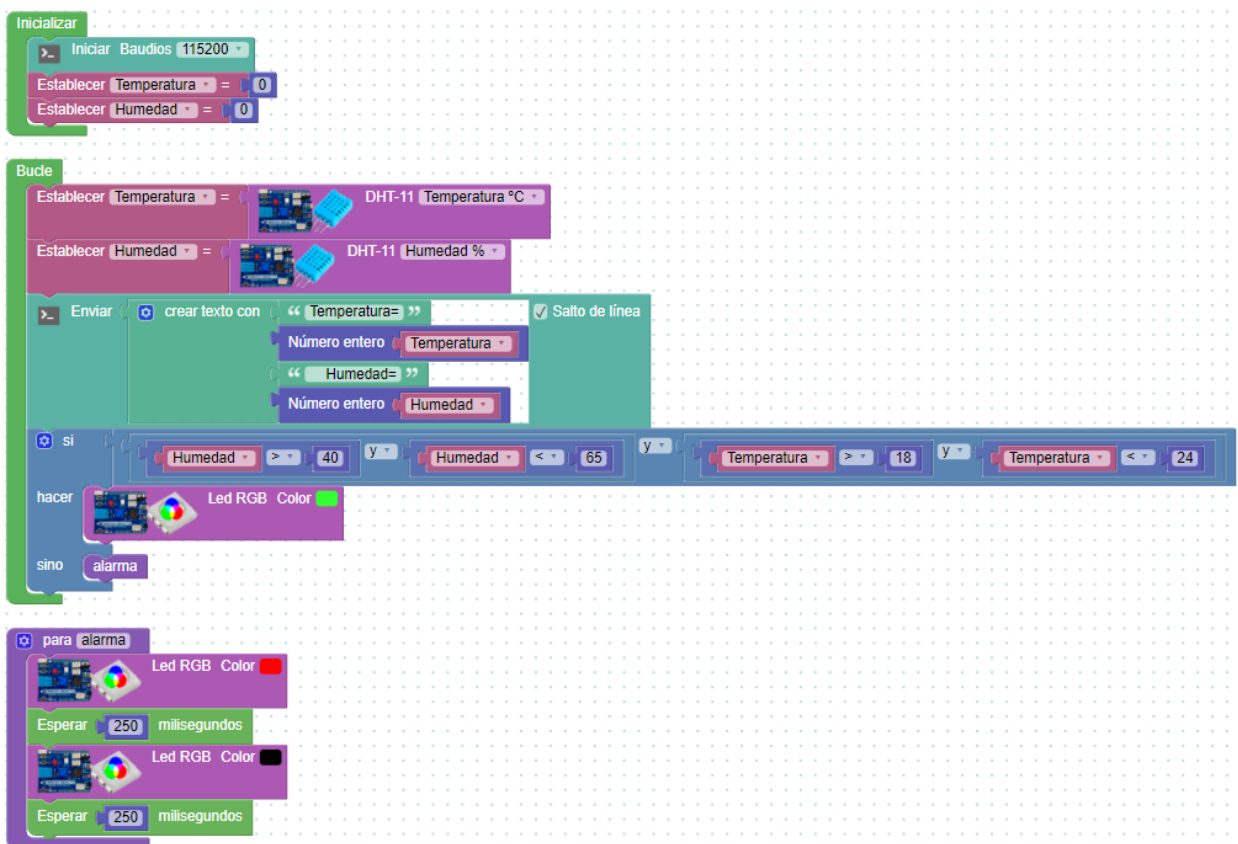 Inicializar
Iniciar Baudios 115200
Establecer Temperatura = 0
Establecer Humedad = 0
Bucle
Establecer Temperatura = DHT-11 Temperatura ºC
Establecer Humedad = DHT-11 Humedad %
Enviar crear texto con “ Temperatura= ” Salto de línea
Número entero Temperatura
“ Humedad= ”
Número entero Humedad
si Humedad > 40 y Humedad < 65 y Temperatura > 18 y Temperatura < 24
hacer Led RGB Color
sino alarma
para alarma
Led RGB Color
Esperar 250 milisegundos
Led RGB Color
Esperar 250 milisegundos